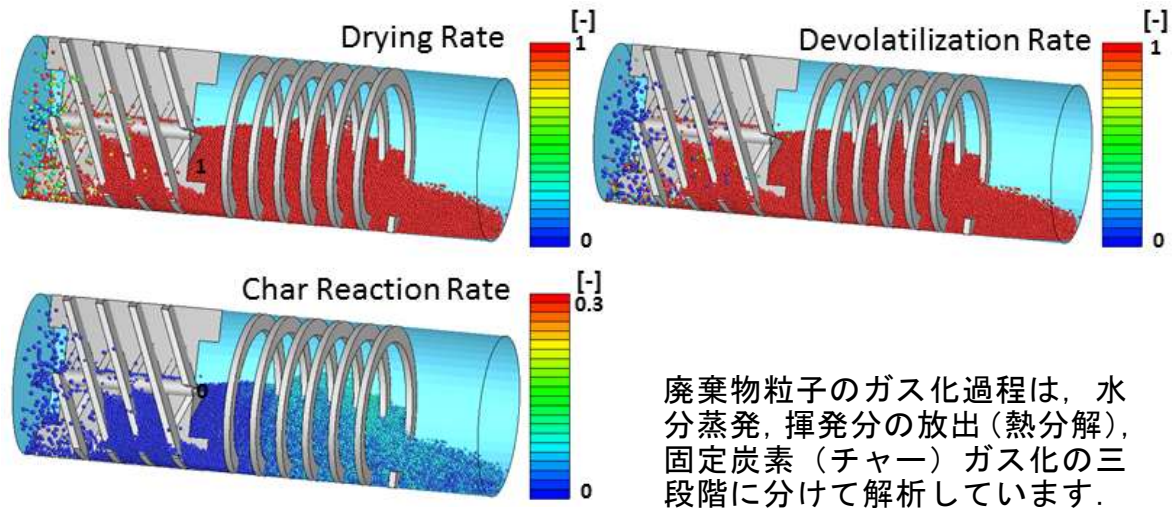 Drying Rate
[-]
1
0
1
Devolatilization Rate
[-]
1
0
Char Reaction Rate
[-]
0.3
0
0
廃棄物粒子のガス化過程は，水
分蒸発，揮発分の放出（熱分解），
固定炭素（チャー）ガス化の三
段階に分けて解析しています．